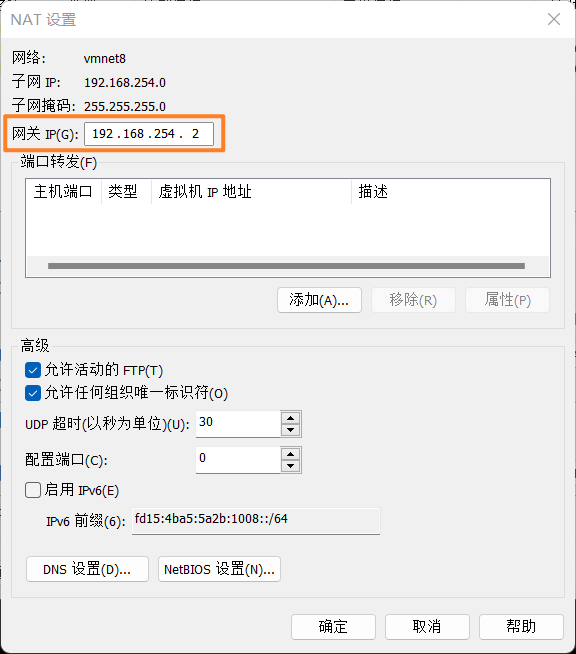 NAT 设置
网络: vmnet8
子网 IP: 192.168.254.0
子网掩码: 255.255.255.0
网关 IP(G): 192 . 168 . 254 . 2
端口转发(F)
主机端口 类型 虚拟机 IP 地址 描述
添加(A)... 移除(R) 属性(P)
高级
允许活动的 FTP(T)
允许任何组织唯一标识符(O)
UDP 超时(以秒为单位)(U): 30
配置端口(C): 0
启用 IPv6(E)
IPv6 前缀(6): fd15:4ba5:5a2b:1008::/64
DNS 设置(D)... NetBIOS 设置(N)...
确定 取消 帮助